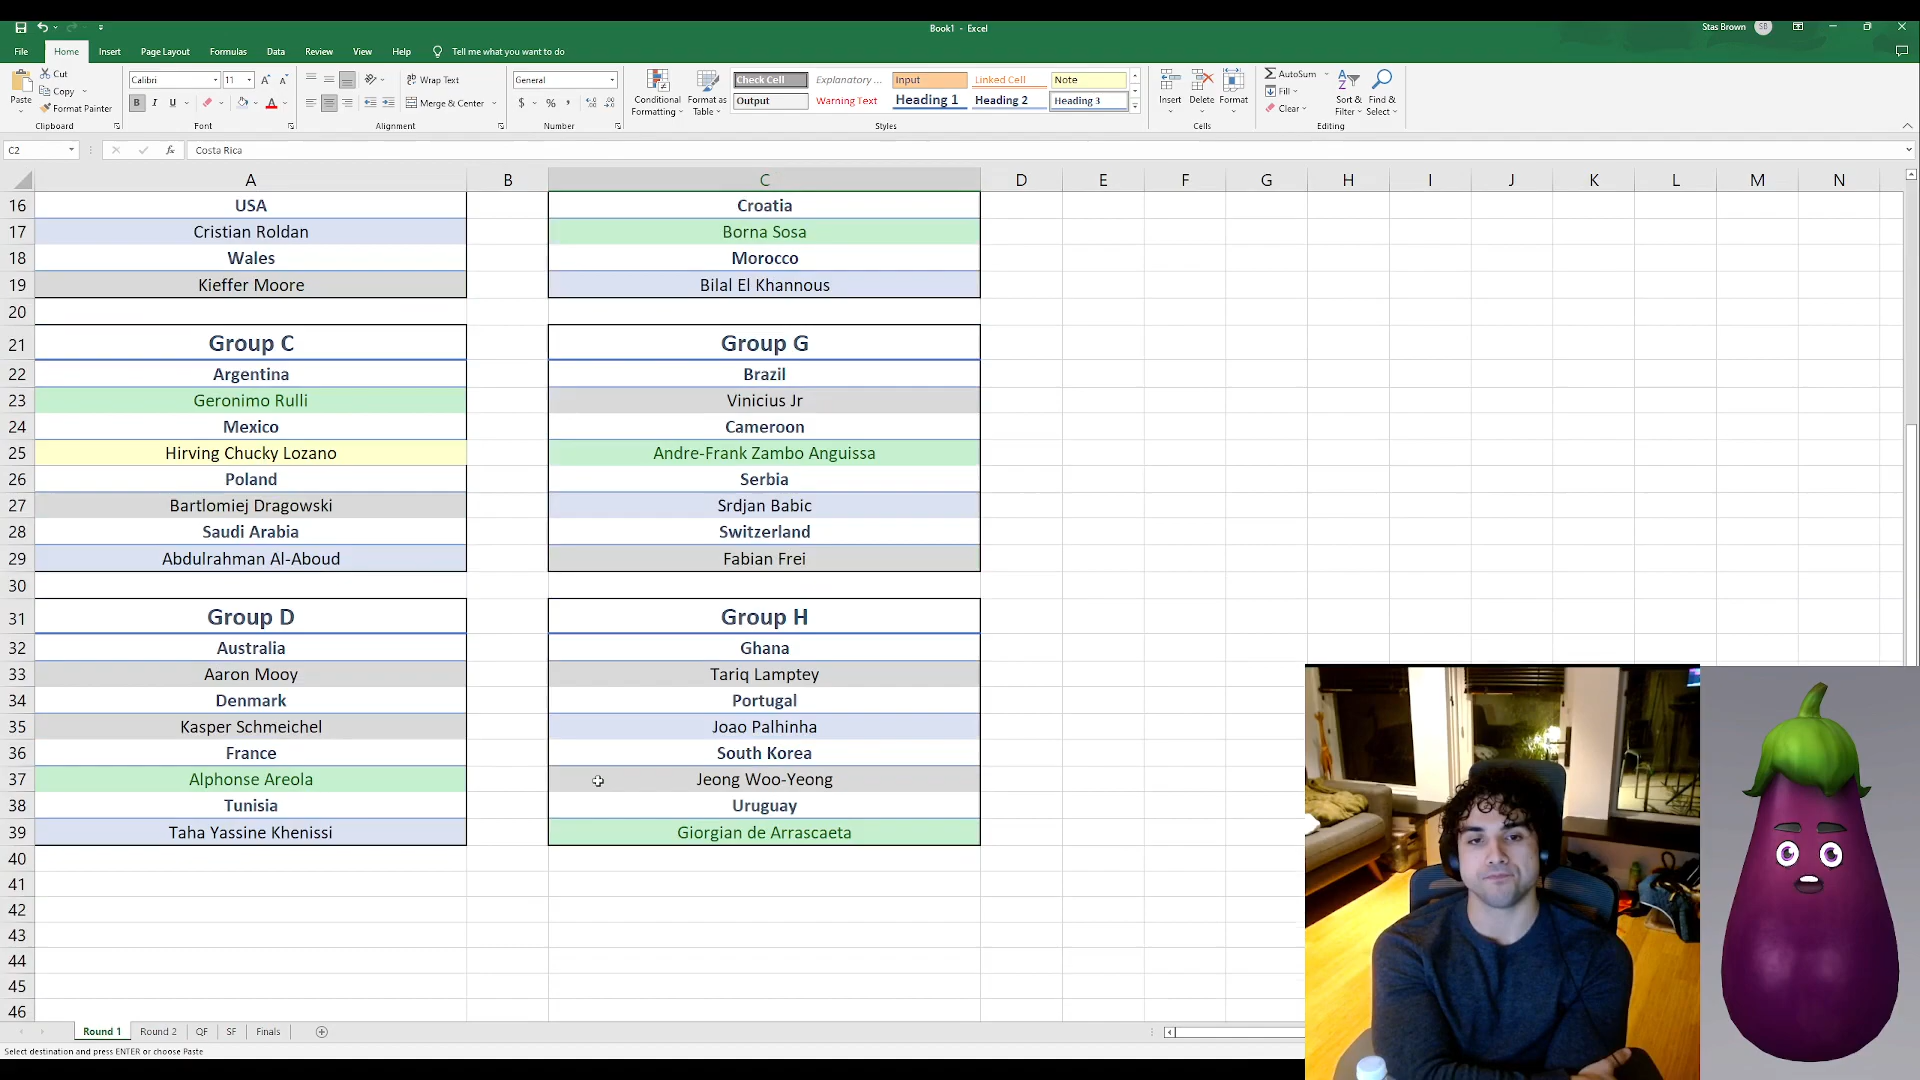 Book1 - Excel
Stas Brown SB
File Home Insert Page Layout Formulas Data Review View Help Tell me what you want to do
Paste
Cut
Copy
Format Painter
Clipboard
Calibri 11
B I U
Font
Wrap Text
Merge & Center
Alignment
General
$ % ,
Number
Conditional Formatting
Format as Table
Check Cell Explanatory ... Input Linked Cell Note
Output Warning Text Heading 1 Heading 2 Heading 3
Styles
Insert Delete Format
Cells
AutoSum
Fill
Clear
Sort & Filter
Find & Select
Editing
C2 fx Costa Rica
A B C D E F G H I J K L M N
16 USA Croatia
17 Cristian Roldan Borna Sosa
18 Wales Morocco
19 Kieffer Moore Bilal El Khannous
20
21 Group C Group G
22 Argentina Brazil
23 Geronimo Rulli Vinicius Jr
24 Mexico Cameroon
25 Hirving Chucky Lozano Andre-Frank Zambo Anguissa
26 Poland Serbia
27 Bartlomiej Dragowski Srdjan Babic
28 Saudi Arabia Switzerland
29 Abdulrahman Al-Aboud Fabian Frei
30
31 Group D Group H
32 Australia Ghana
33 Aaron Mooy Tariq Lamptey
34 Denmark Portugal
35 Kasper Schmeichel Joao Palhinha
36 France South Korea
37 Alphonse Areola Jeong Woo-Yeong
38 Tunisia Uruguay
39 Taha Yassine Khenissi Giorgian de Arrascaeta
40
41
42
43
44
45
46
Round 1 Round 2 QF SF Finals
Select destination and press ENTER or choose Paste